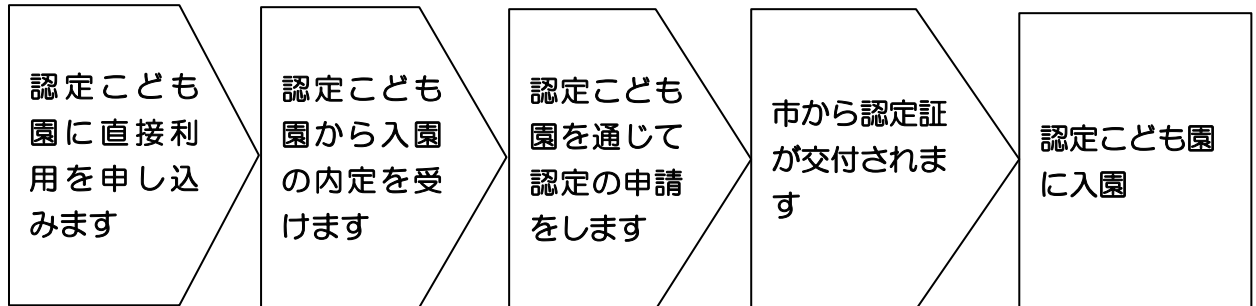 認定こども
園に直接利
用を申し込
みます
認定こども
園から入園
の内定を受
けます
認定こども
園を通じて
認定の申請
をします
市から認定証
が交付されま
す
認定こども園
に入園